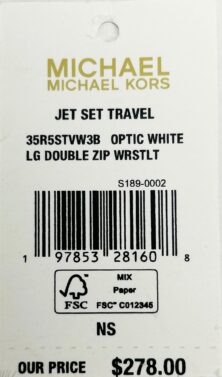 MICHAEL
MICHAEL KORS
JET SET TRAVEL
35R5STVW3B OPTIC WHITE
LG DOUBLE ZIP WRSTLT
S189-0002
1 97853 28160 8
FSC
MIX
Paper
FSC™ C012345
NS
OUR PRICE $278.00